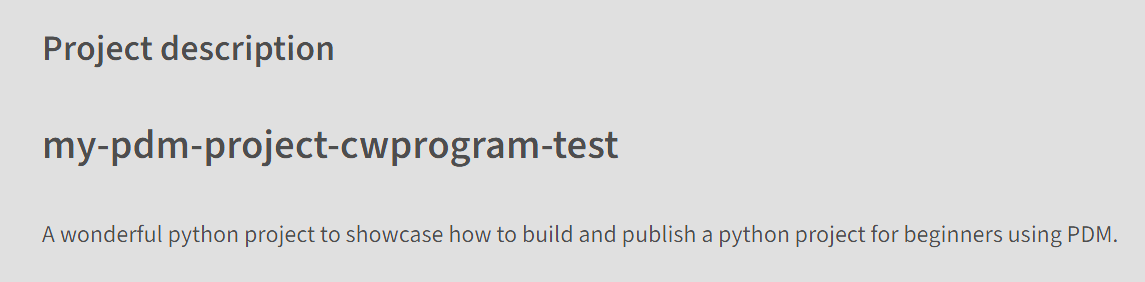 Project description
my-pdm-project-cwprogram-test
A wonderful python project to showcase how to build and publish a python project for beginners using PDM.